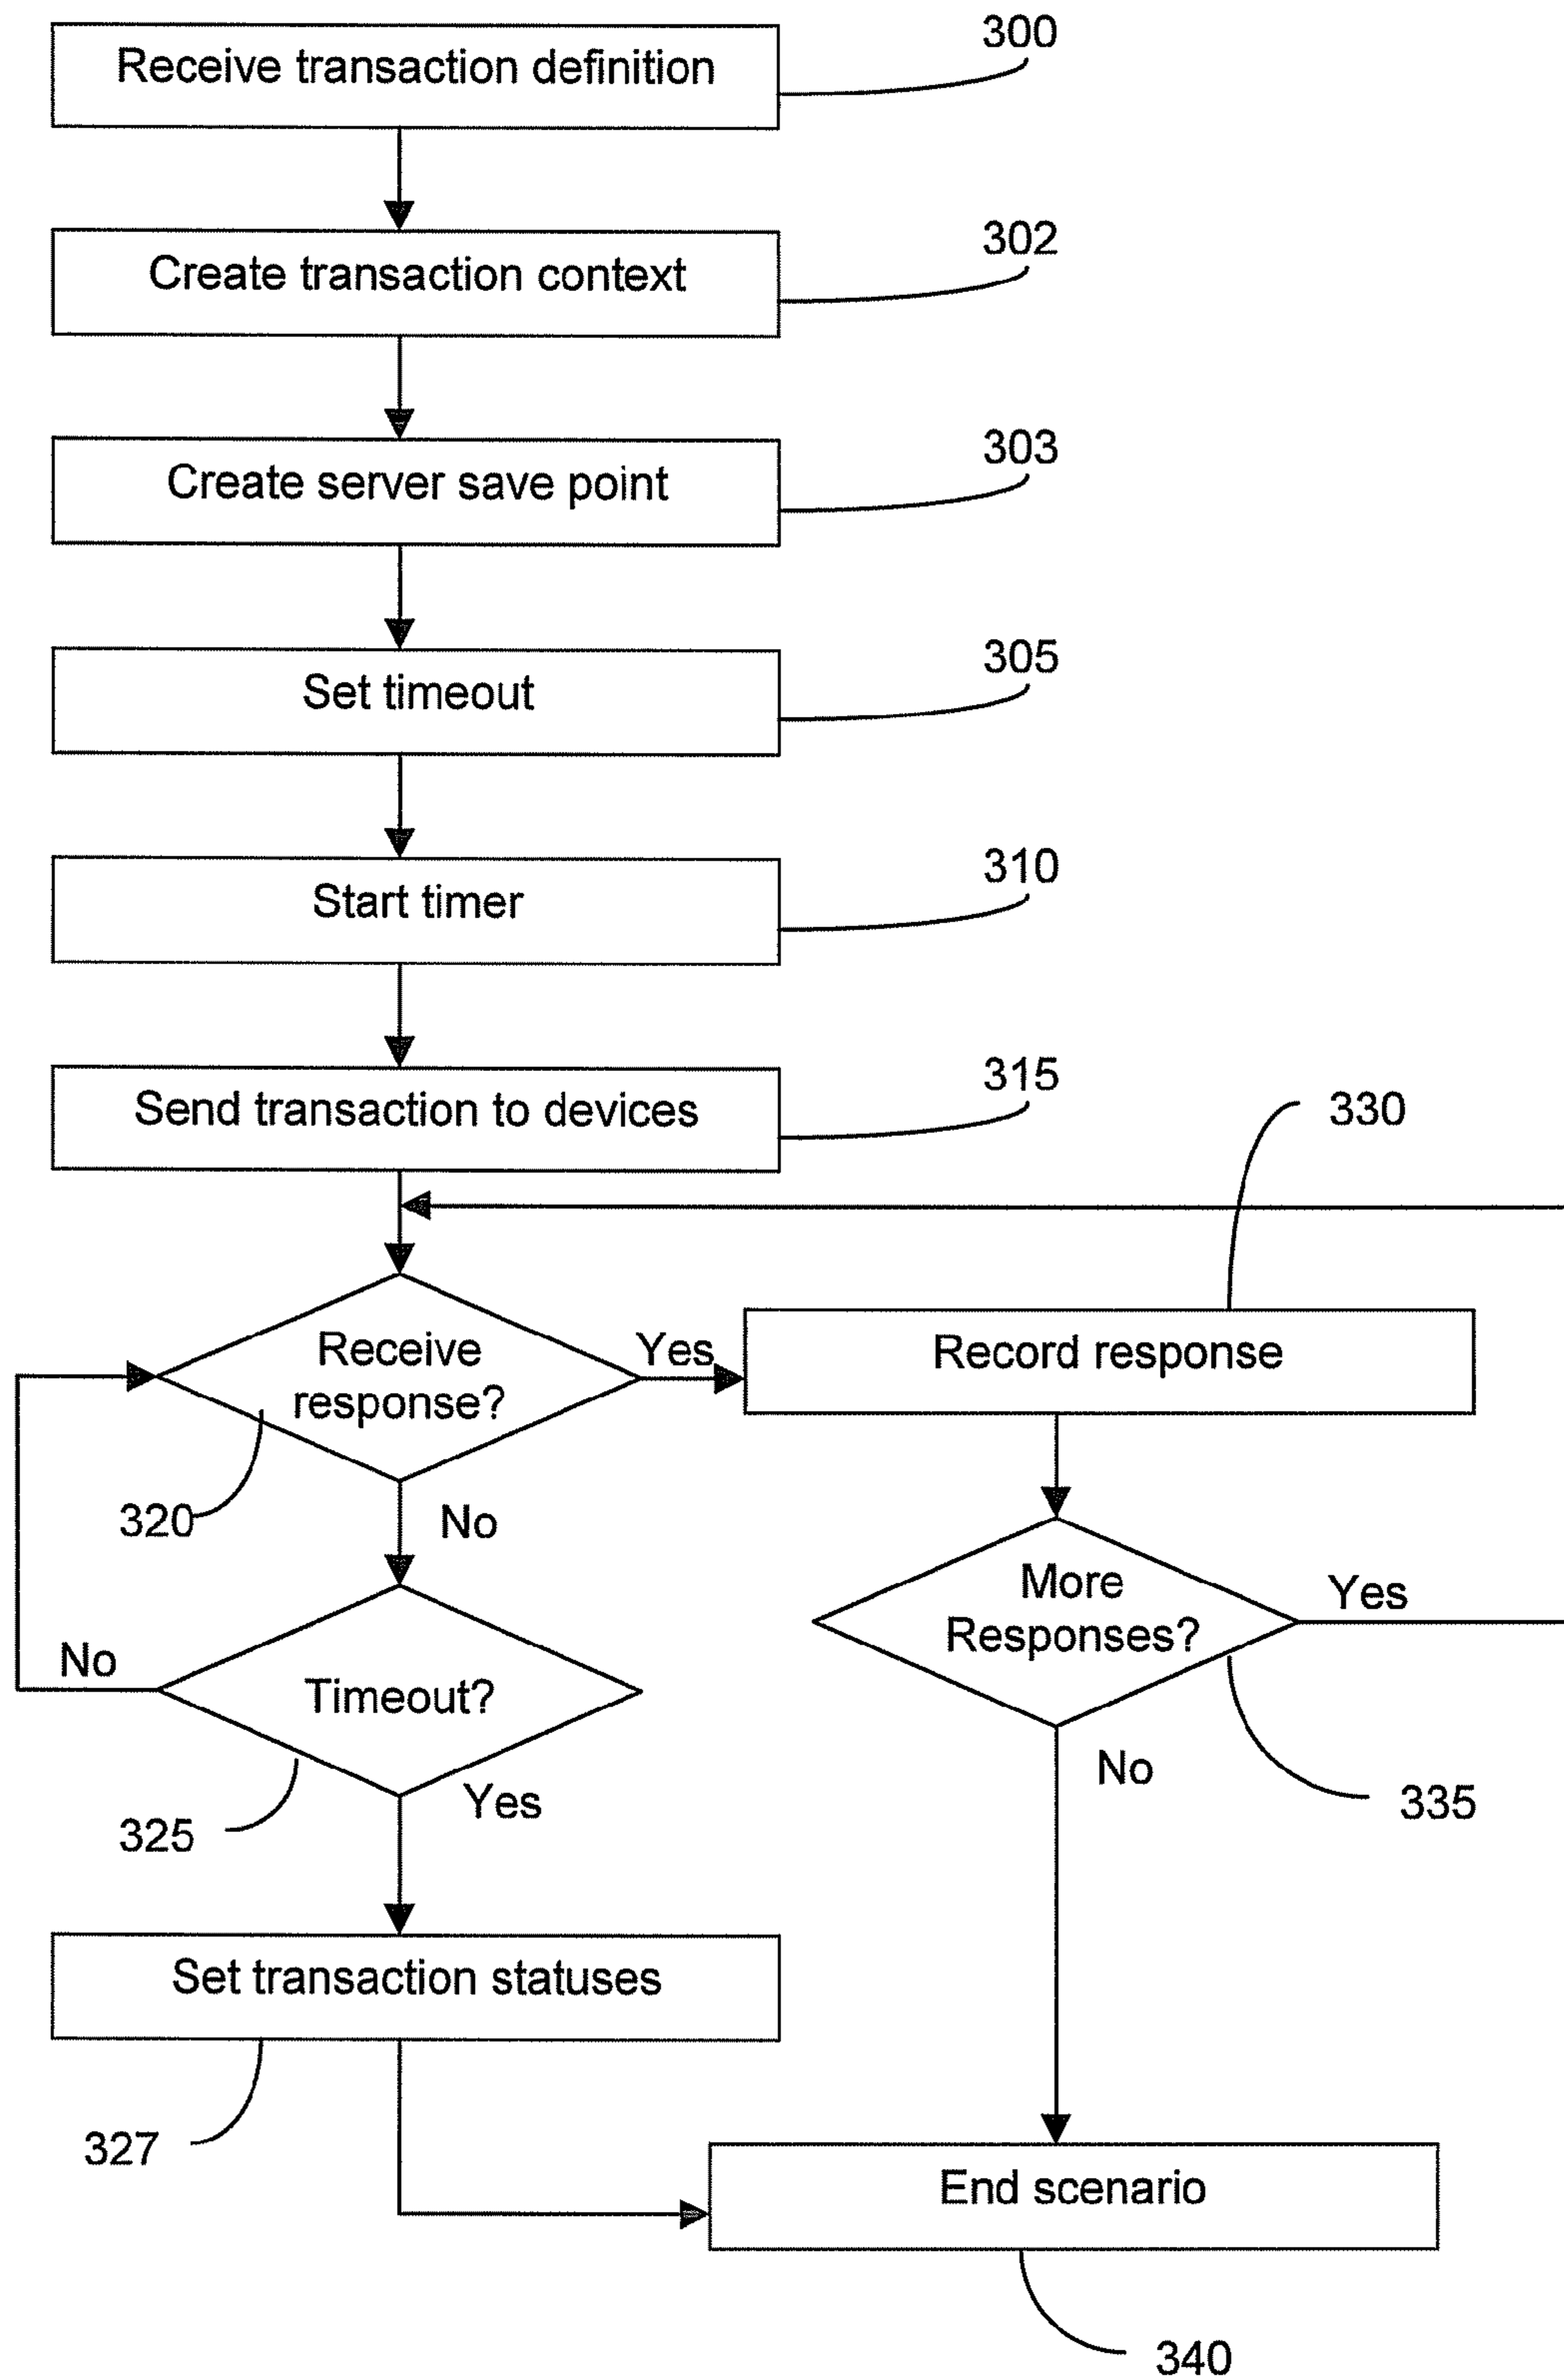 300
Receive transaction definition
302
Create transaction context
303
Create server save point
305
Set timeout
310
Start timer
315
Send transaction to devices
330
Receive
response?
Yes
Record response
320
No
More
Responses?
Yes
No
Timeout?
No
325
Yes
335
Set transaction statuses
327
End scenario
340